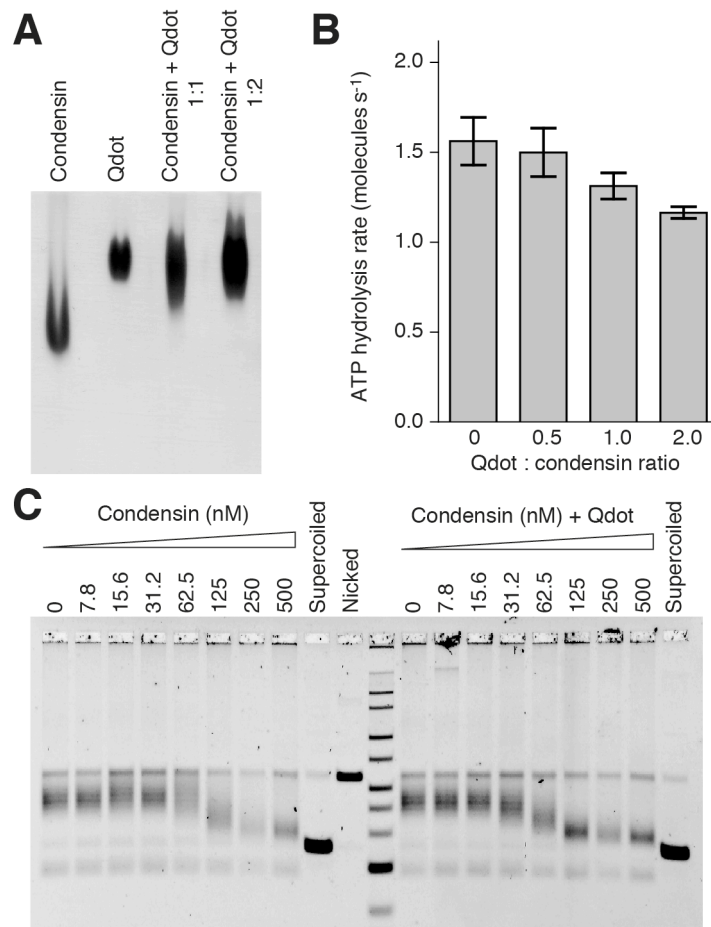 A
Condensin
Qdot
Condensin + Qdot
1:1
Condensin + Qdot
1:2
B
ATP hydrolysis rate (molecules s⁻¹)
2.0
1.5
1.0
0.5
0.0
0 0.5 1.0 2.0
Qdot : condensin ratio
C
Condensin (nM)
0 7.8 15.6 31.2 62.5 125 250 500 Supercoiled Nicked
Condensin (nM) + Qdot
0 7.8 15.6 31.2 62.5 125 250 500 Supercoiled